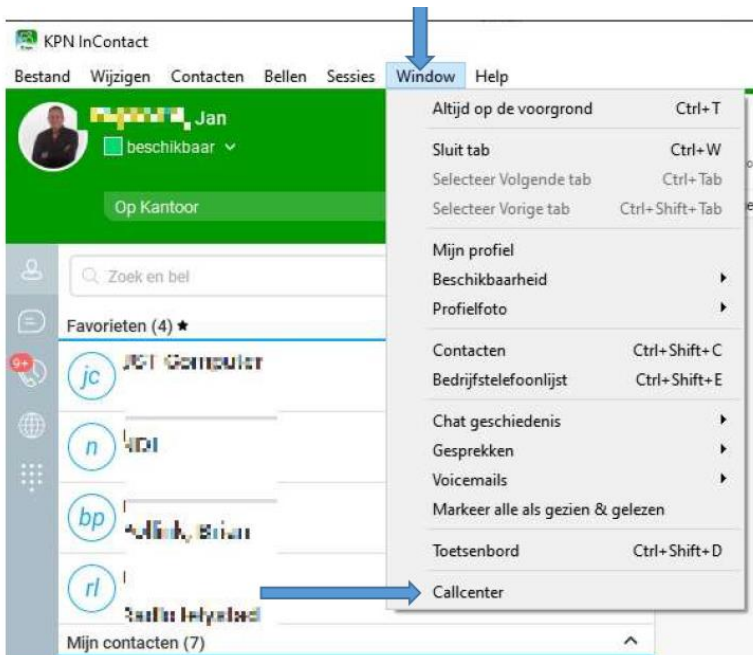 KPN InContact
Bestand Wijzigen Contacten Bellen Sessies Window Help
Jan
beschikbaar
Op Kantoor
Zoek en bel
Favorieten (4) ★
9+
jc
n
bp
rl
Mijn contacten (7)
Altijd op de voorgrond Ctrl+T
Sluit tab Ctrl+W
Selecteer Volgende tab Ctrl+Tab
Selecteer Vorige tab Ctrl+Shift+Tab
Mijn profiel
Beschikbaarheid
Profielfoto
Contacten Ctrl+Shift+C
Bedrijfstelefoonlijst Ctrl+Shift+E
Chat geschiedenis
Gesprekken
Voicemails
Markeer alle als gezien & gelezen
Toetsenbord Ctrl+Shift+D
Callcenter